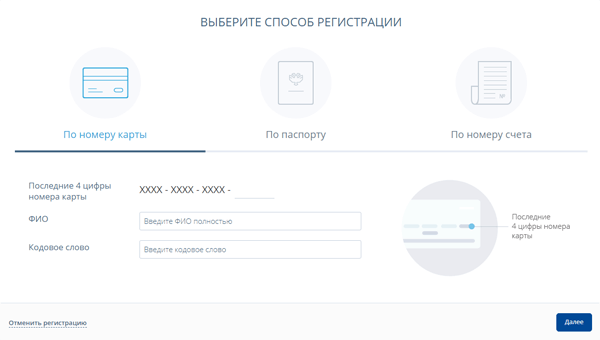 ВЫБЕРИТЕ СПОСОБ РЕГИСТРАЦИИ
По номеру карты
По паспорту
По номеру счета
Последние 4 цифры
номера карты
XXXX - XXXX - XXXX -
ФИО
Введите ФИО полностью
Кодовое слово
Введите кодовое слово
Последние
4 цифры номера
карты
Отменить регистрацию
Далее